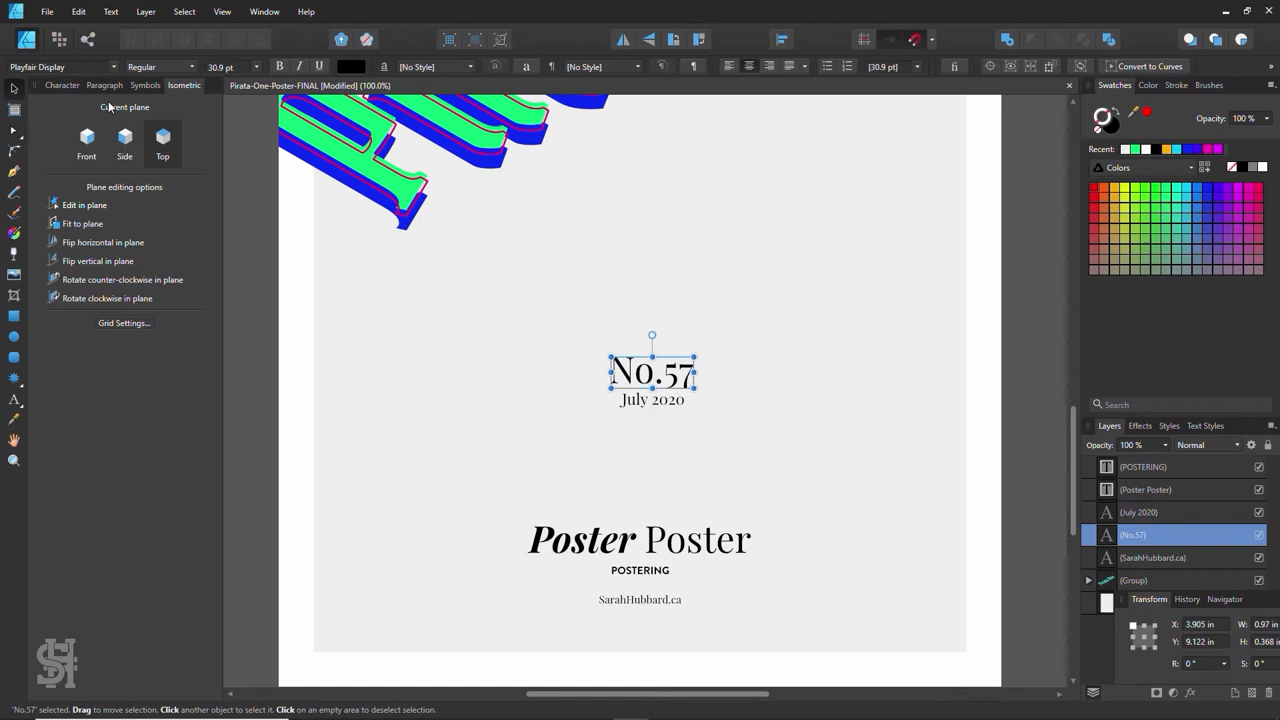 File Edit Text Layer Select View Window Help
Playfair Display Regular 30.9 pt B I U a [No Style] a ¶ [No Style] ¶ [30.9 pt] fi Convert to Curves
Character Paragraph Symbols Isometric
Pirata-One-Poster-FINAL [Modified] (100.0%)
Swatches Color Stroke Brushes
Current plane
Front Side Top
Plane editing options
Edit in plane
Fit to plane
Flip horizontal in plane
Flip vertical in plane
Rotate counter-clockwise in plane
Rotate clockwise in plane
Grid Settings...
No.57
July 2020
Poster Poster
POSTERING
SarahHubbard.ca
Opacity: 100 %
Recent:
Colors
Search
Layers Effects Styles Text Styles
Opacity: 100 % Normal
(POSTERING)
(Poster Poster)
(July 2020)
(No.57)
(SarahHubbard.ca)
(Group)
Transform History Navigator
X: 3.905 in W: 0.97 in
Y: 9.122 in H: 0.368 in
R: 0 ° S: 0 °
SH
'No.57' selected. Drag to move selection. Click another object to select it. Click on an empty area to deselect selection.